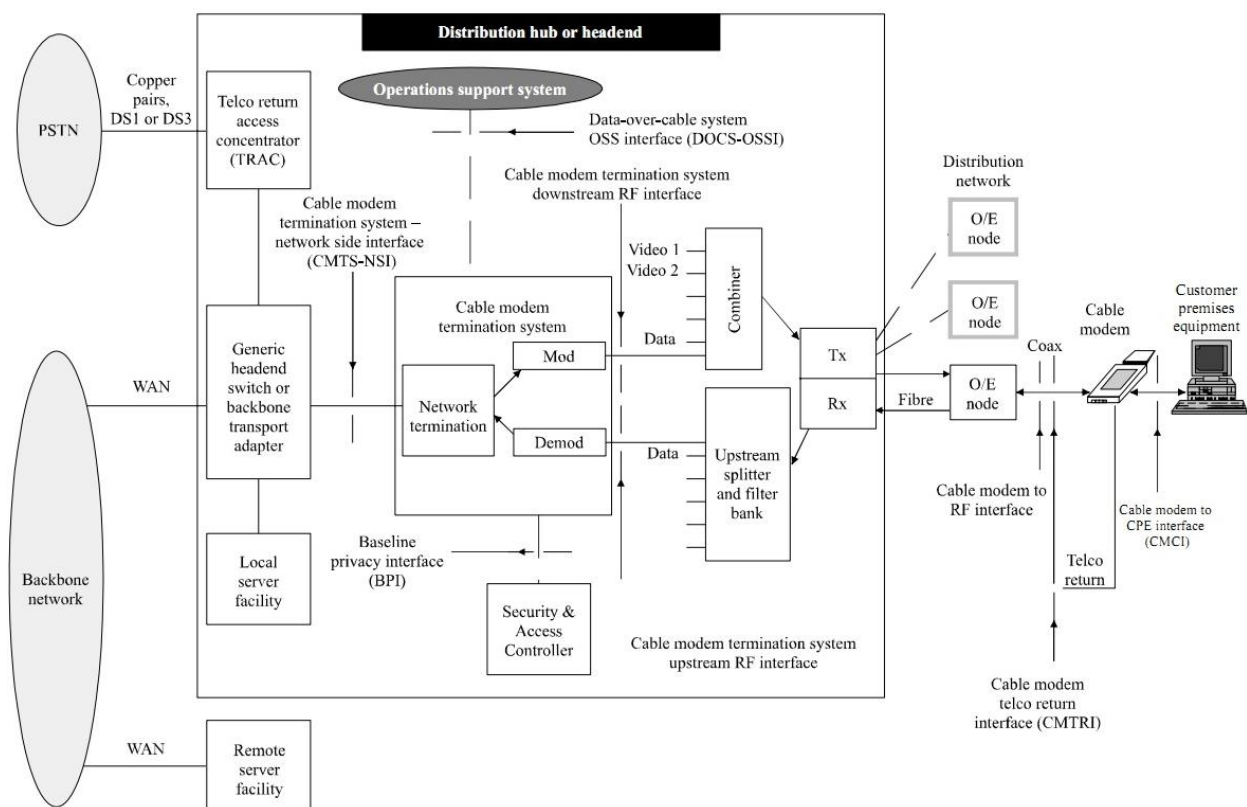 Distribution hub or headend
Operations support system
Copper
pairs,
DS1 or DS3
PSTN
Telco return
access
concentrator
(TRAC)
Data-over-cable system
OSS interface (DOCS-OSSI)
Cable modem termination system
downstream RF interface
Cable modem
termination system –
network side interface
(CMTS-NSI)
Distribution
network
O/E
node
O/E
node
Video 1
Video 2
Data
Combiner
Cable modem
termination system
Mod
Network
termination
Demod
Generic
headend
switch or
backbone
transport
adapter
WAN
Tx
Rx
Fibre
O/E
node
Coax
Cable
modem
Customer
premises
equipment
Data
Upstream
splitter
and filter
bank
Cable modem to
RF interface
Cable modem to
CPE interface
(CMCI)
Telco
return
Baseline
privacy interface
(BPI)
Local
server
facility
Backbone
network
Security &
Access
Controller
Cable modem termination system
upstream RF interface
Cable modem
telco return
interface (CMTRI)
WAN
Remote
server
facility